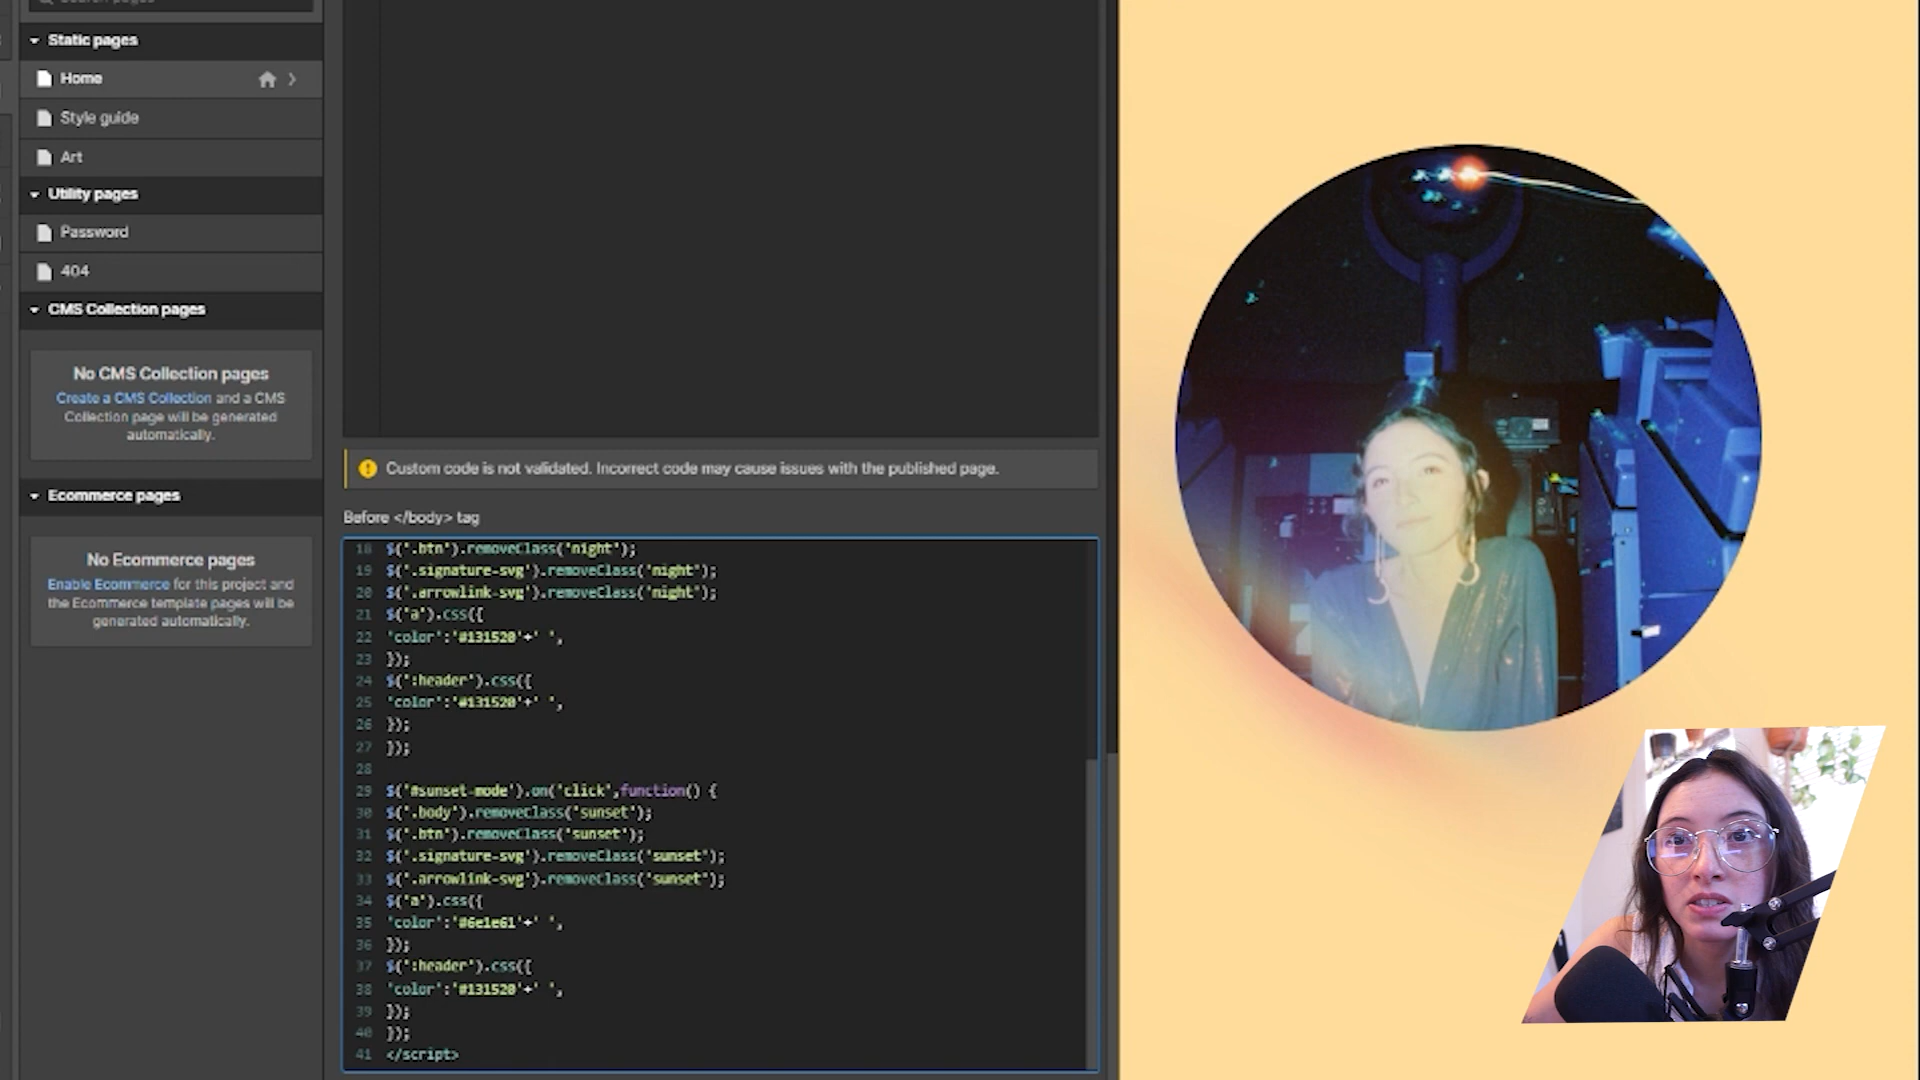 Search pages
Static pages
Home
Style guide
Art
Utility pages
Password
404
CMS Collection pages
No CMS Collection pages
Create a CMS Collection and a CMS
Collection page will be generated
automatically.
Ecommerce pages
No Ecommerce pages
Enable Ecommerce for this project and
the Ecommerce template pages will be
generated automatically.
Custom code is not validated. Incorrect code may cause issues with the published page.
Before </body> tag
18 $('.btn').removeClass('night');
19 $('.signature-svg').removeClass('night');
20 $('.arrowlink-svg').removeClass('night');
21 $('a').css({
22 'color':'#131520'+' ',
23 });
24 $(':header').css({
25 'color':'#131520'+' ',
26 });
27 });
28
29 $('#sunset-mode').on('click',function() {
30 $('.body').removeClass('sunset');
31 $('.btn').removeClass('sunset');
32 $('.signature-svg').removeClass('sunset');
33 $('.arrowlink-svg').removeClass('sunset');
34 $('a').css({
35 'color':'#6e1e61'+' ',
36 });
37 $(':header').css({
38 'color':'#131520'+' ',
39 });
40 });
41 </script>